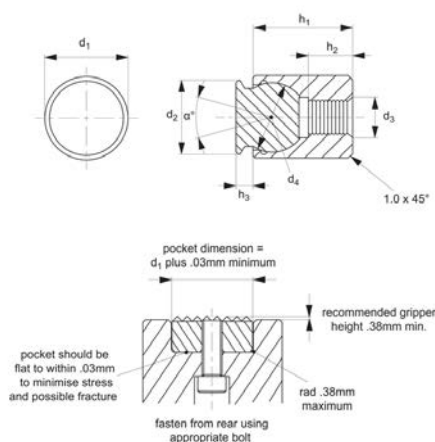 d1
h1
h2
d2
α°
d3
d4
h3
1.0 x 45°
pocket dimension =
d1 plus .03mm minimum
recommended gripper
height .38mm min.
pocket should be
flat to within .03mm
to minimise stress
and possible fracture
rad .38mm
maximum
fasten from rear using
appropriate bolt